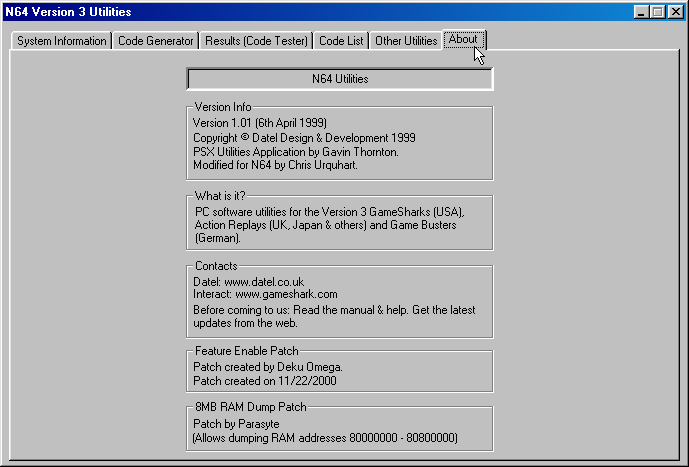 N64 Version 3 Utilities
System Information Code Generator Results (Code Tester) Code List Other Utilities About
N64 Utilities
Version Info
Version 1.01 (6th April 1999)
Copyright © Datel Design & Development 1999
PSX Utilities Application by Gavin Thornton.
Modified for N64 by Chris Urquhart.
What is it?
PC software utilities for the Version 3 GameSharks (USA),
Action Replays (UK, Japan & others) and Game Busters
(German).
Contacts
Datel: www.datel.co.uk
Interact: www.gameshark.com
Before coming to us: Read the manual & help. Get the latest
updates from the web.
Feature Enable Patch
Patch created by Deku Omega.
Patch created on 11/22/2000
8MB RAM Dump Patch
Patch by Parasyte
(Allows dumping RAM addresses 80000000 - 80800000)